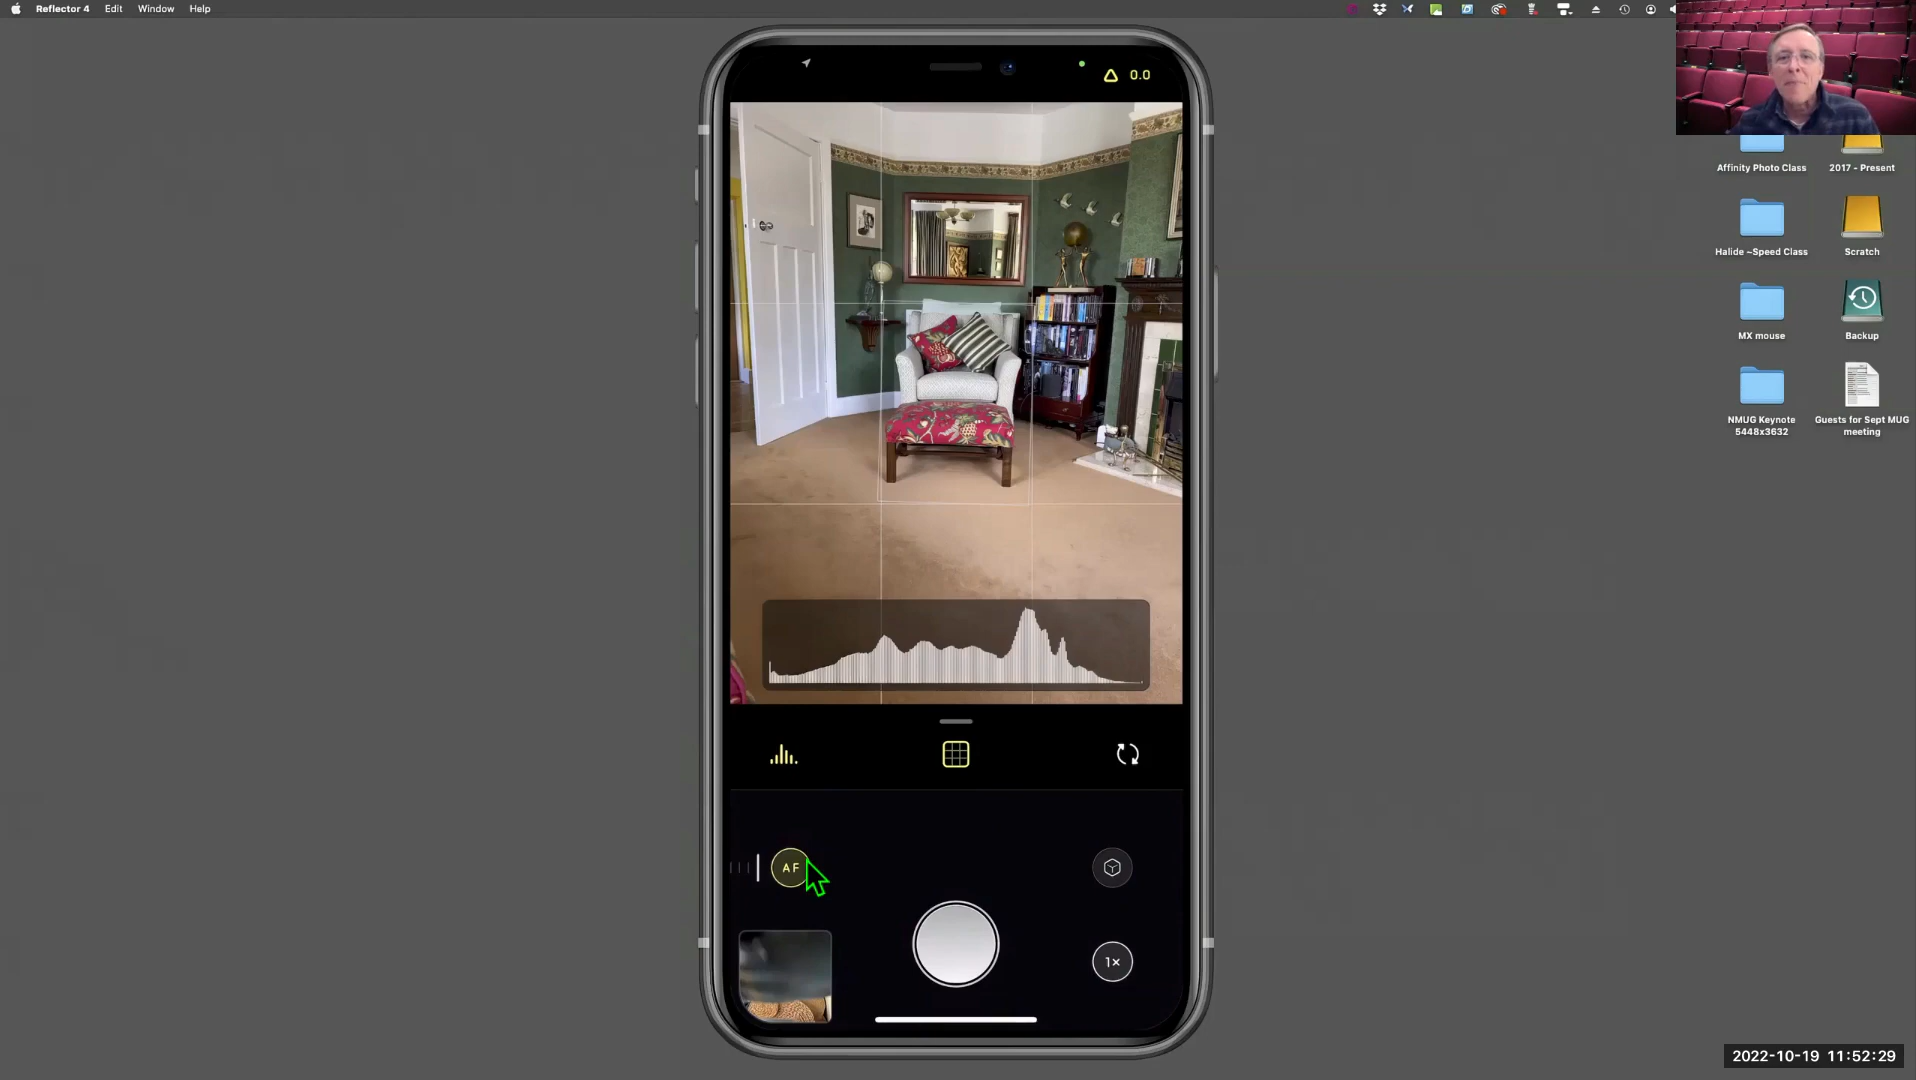 Reflector 4 Edit Window Help
0.0
Affinity Photo Class
2017 - Present
Halide ~Speed Class
Scratch
MX mouse
Backup
NMUG Keynote
5448x3632
Guests for Sept MUG
meeting
AF
1×
2022-10-19 11:52:29